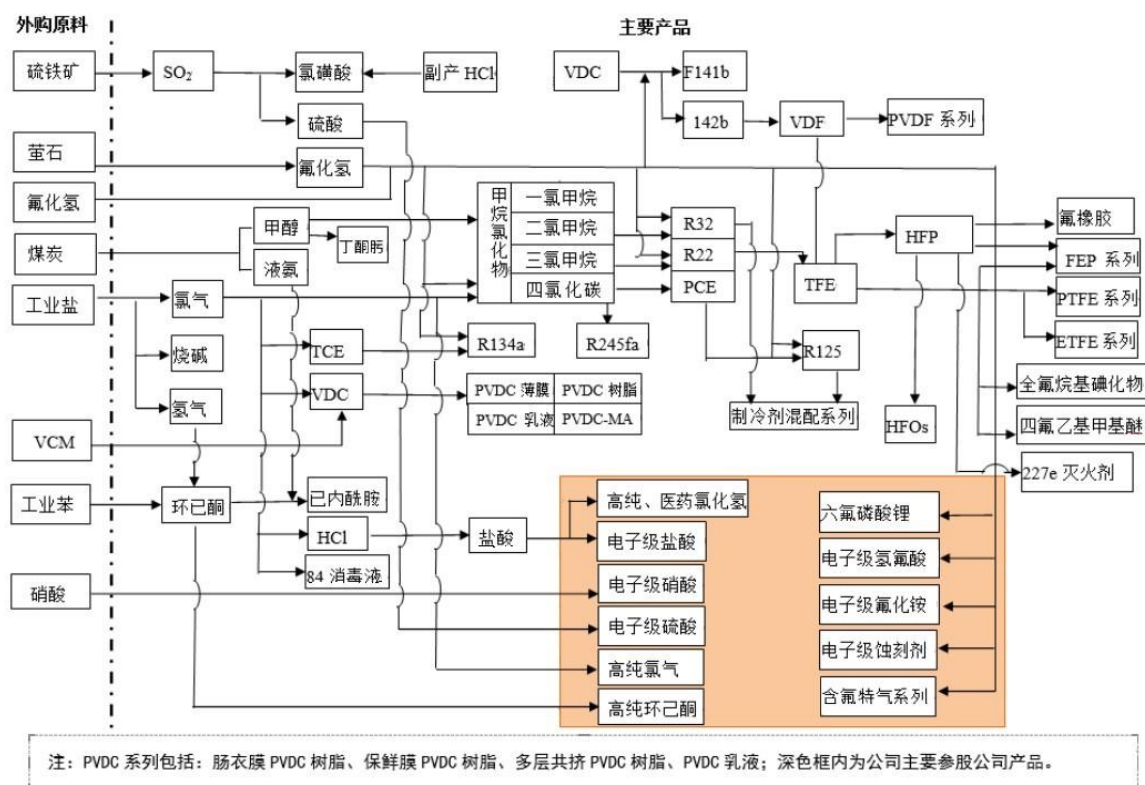 外购原料
主要产品
硫铁矿
SO2
氯磺酸
副产 HCl
VDC
F141b
硫酸
142b
VDF
PVDF 系列
萤石
氟化氢
氟化氢
甲烷氯化物
一氯甲烷
二氯甲烷
三氯甲烷
四氯化碳
R32
R22
PCE
HFP
氟橡胶
FEP 系列
PTFE 系列
ETFE 系列
煤炭
甲醇
丁酮肟
液氨
TFE
工业盐
氯气
烧碱
氢气
TCE
R134a
R245fa
R125
VDC
PVDC 薄膜
PVDC 树脂
PVDC 乳液
PVDC-MA
制冷剂混配系列
HFOs
全氟烷基碘化物
四氟乙基甲基醚
227e 灭火剂
VCM
工业苯
环己酮
已内酰胺
HCl
盐酸
84 消毒液
硝酸
高纯、医药氯化氢
电子级盐酸
电子级硝酸
电子级硫酸
高纯氯气
高纯环己酮
六氟磷酸锂
电子级氢氟酸
电子级氟化铵
电子级蚀刻剂
含氟特气系列
注：PVDC 系列包括：肠衣膜 PVDC 树脂、保鲜膜 PVDC 树脂、多层共挤 PVDC 树脂、PVDC 乳液；深色框内为公司主要参股公司产品。